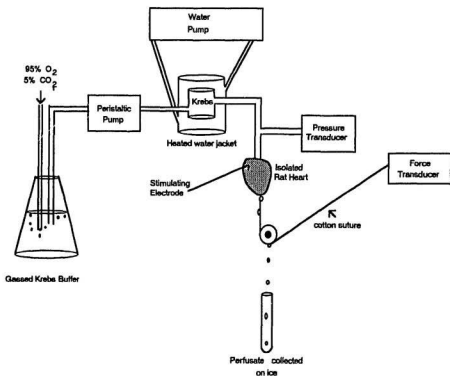 Water
Pump
95% O2
5% CO2
Krebs
Peristaltic
Pump
Heated water jacket
Pressure
Transducer
Stimulating
Electrode
Isolated
Rat Heart
Force
Transducer
cotton suture
Gassed Krebs Buffer
Perfusate collected
on ice